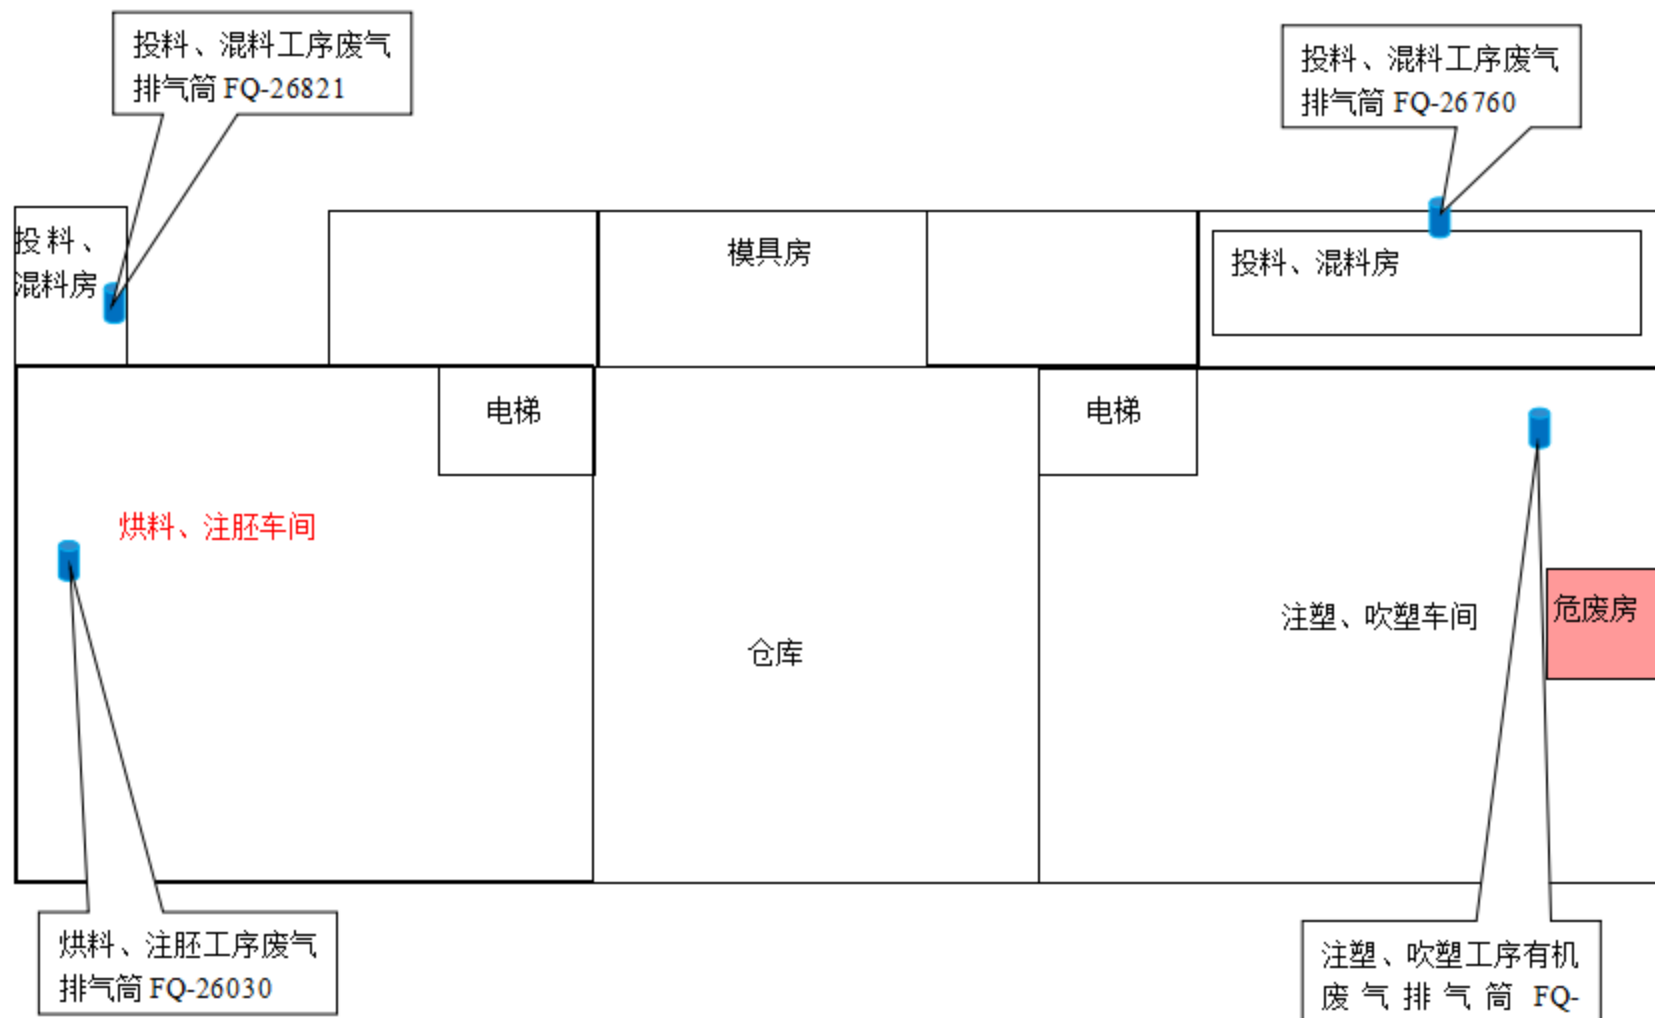 投料、混料工序废气
排气筒 FQ-26821
投料、混料工序废气
排气筒 FQ-26760
投料、
混料房
模具房
投料、混料房
电梯
电梯
烘料、注胚车间
注塑、吹塑车间
危废房
仓库
烘料、注胚工序废气
排气筒 FQ-26030
注塑、吹塑工序有机
废气排气筒 FQ-